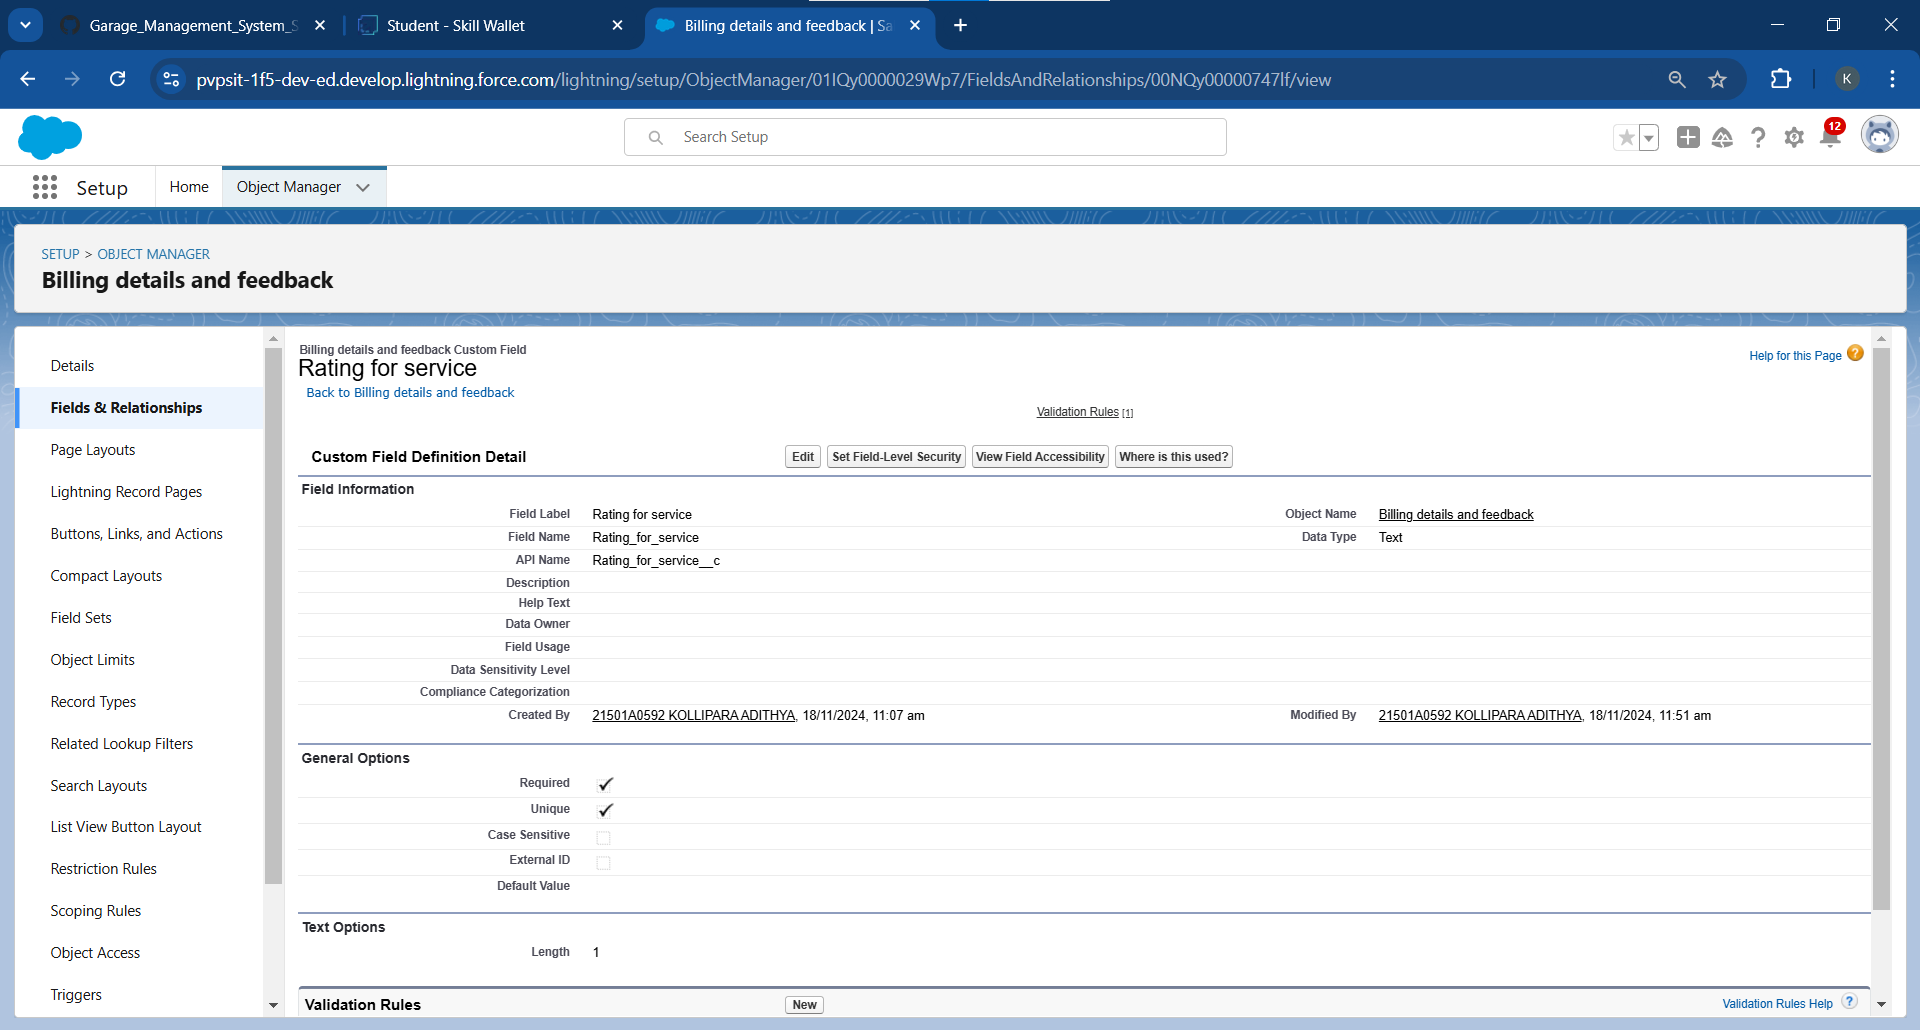 Garage_Management_System_S
Student - Skill Wallet
Billing details and feedback | Sa
pvpsit-1f5-dev-ed.develop.lightning.force.com/lightning/setup/ObjectManager/01IQy0000029Wp7/FieldsAndRelationships/00NQy00000747lf/view
K
Search Setup
12
Setup
Home
Object Manager
SETUP > OBJECT MANAGER
Billing details and feedback
Details
Fields & Relationships
Page Layouts
Lightning Record Pages
Buttons, Links, and Actions
Compact Layouts
Field Sets
Object Limits
Record Types
Related Lookup Filters
Search Layouts
List View Button Layout
Restriction Rules
Scoping Rules
Object Access
Triggers
Billing details and feedback Custom Field
Rating for service
Help for this Page ?
Back to Billing details and feedback
Validation Rules [1]
Custom Field Definition Detail
Edit
Set Field-Level Security
View Field Accessibility
Where is this used?
Field Information
Field Label Rating for service
Object Name Billing details and feedback
Field Name Rating_for_service
Data Type Text
API Name Rating_for_service__c
Description
Help Text
Data Owner
Field Usage
Data Sensitivity Level
Compliance Categorization
Created By 21501A0592 KOLLIPARA ADITHYA, 18/11/2024, 11:07 am
Modified By 21501A0592 KOLLIPARA ADITHYA, 18/11/2024, 11:51 am
General Options
Required
Unique
Case Sensitive
External ID
Default Value
Text Options
Length 1
Validation Rules
New
Validation Rules Help ?